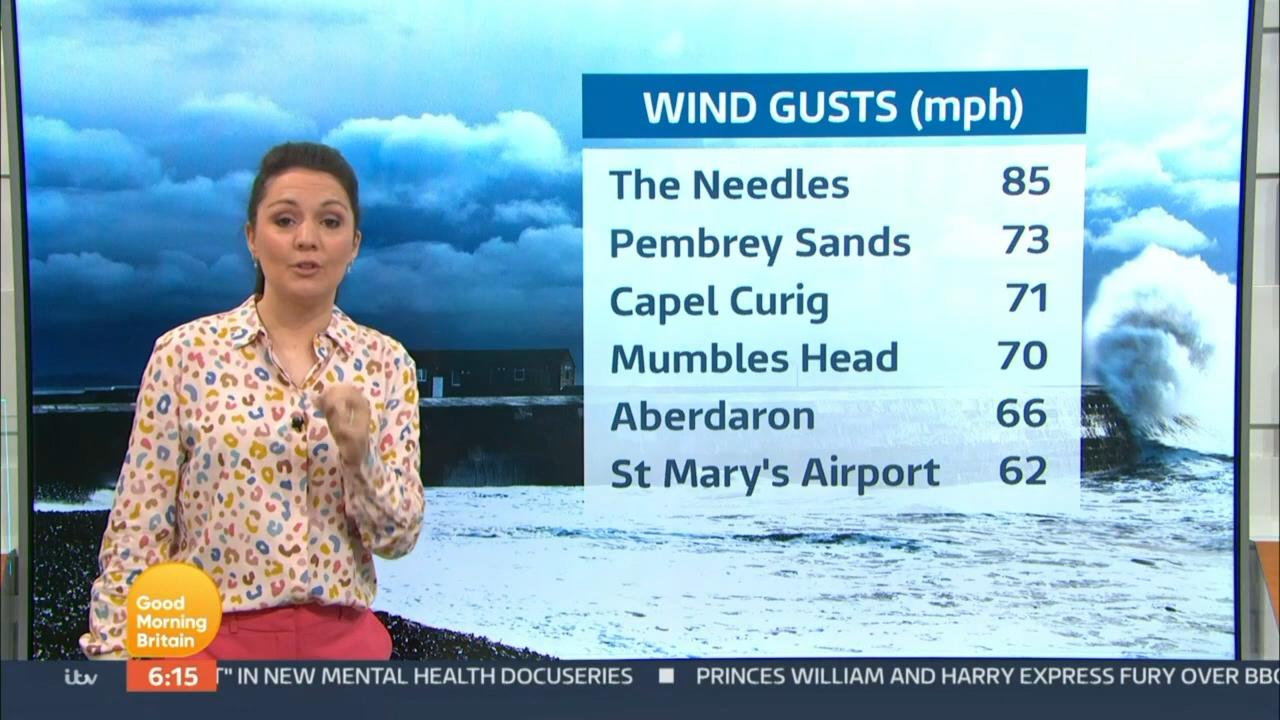 WIND GUSTS (mph)
The Needles 85
Pembrey Sands 73
Capel Curig 71
Mumbles Head 70
Aberdaron 66
St Mary's Airport 62
Good
Morning
Britain
itv 6:15 T" IN NEW MENTAL HEALTH DOCUSERIES ■ PRINCES WILLIAM AND HARRY EXPRESS FURY OVER BBC